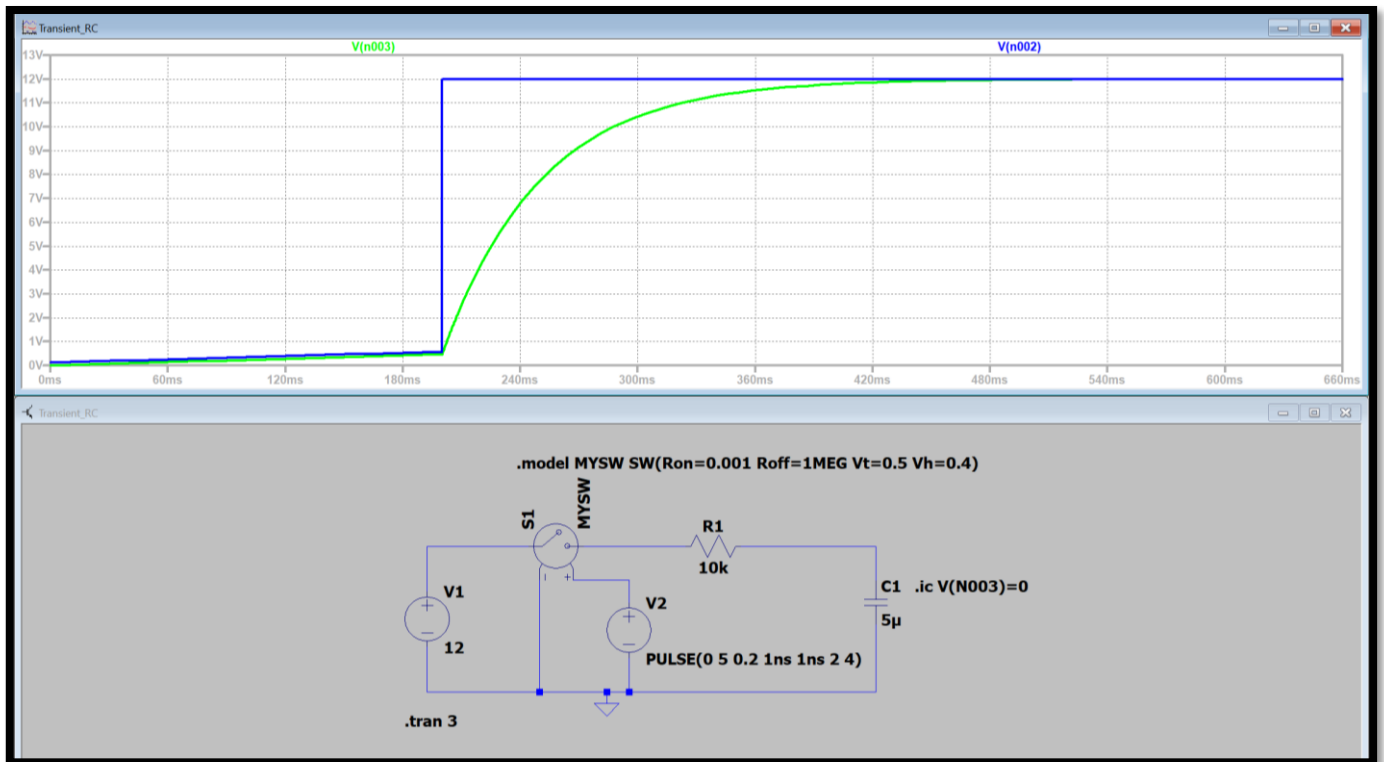 Transient_RC
V(n003) V(n002)
13V
12V
11V
10V
9V
8V
7V
6V
5V
4V
3V
2V
1V
0V
0ms 60ms 120ms 180ms 240ms 300ms 360ms 420ms 480ms 540ms 600ms 660ms
Transient_RC
.model MYSW SW(Ron=0.001 Roff=1MEG Vt=0.5 Vh=0.4)
S1
MYSW
R1
10k
V1
12
V2
PULSE(0 5 0.2 1ns 1ns 2 4)
C1 .ic V(N003)=0
5µ
.tran 3